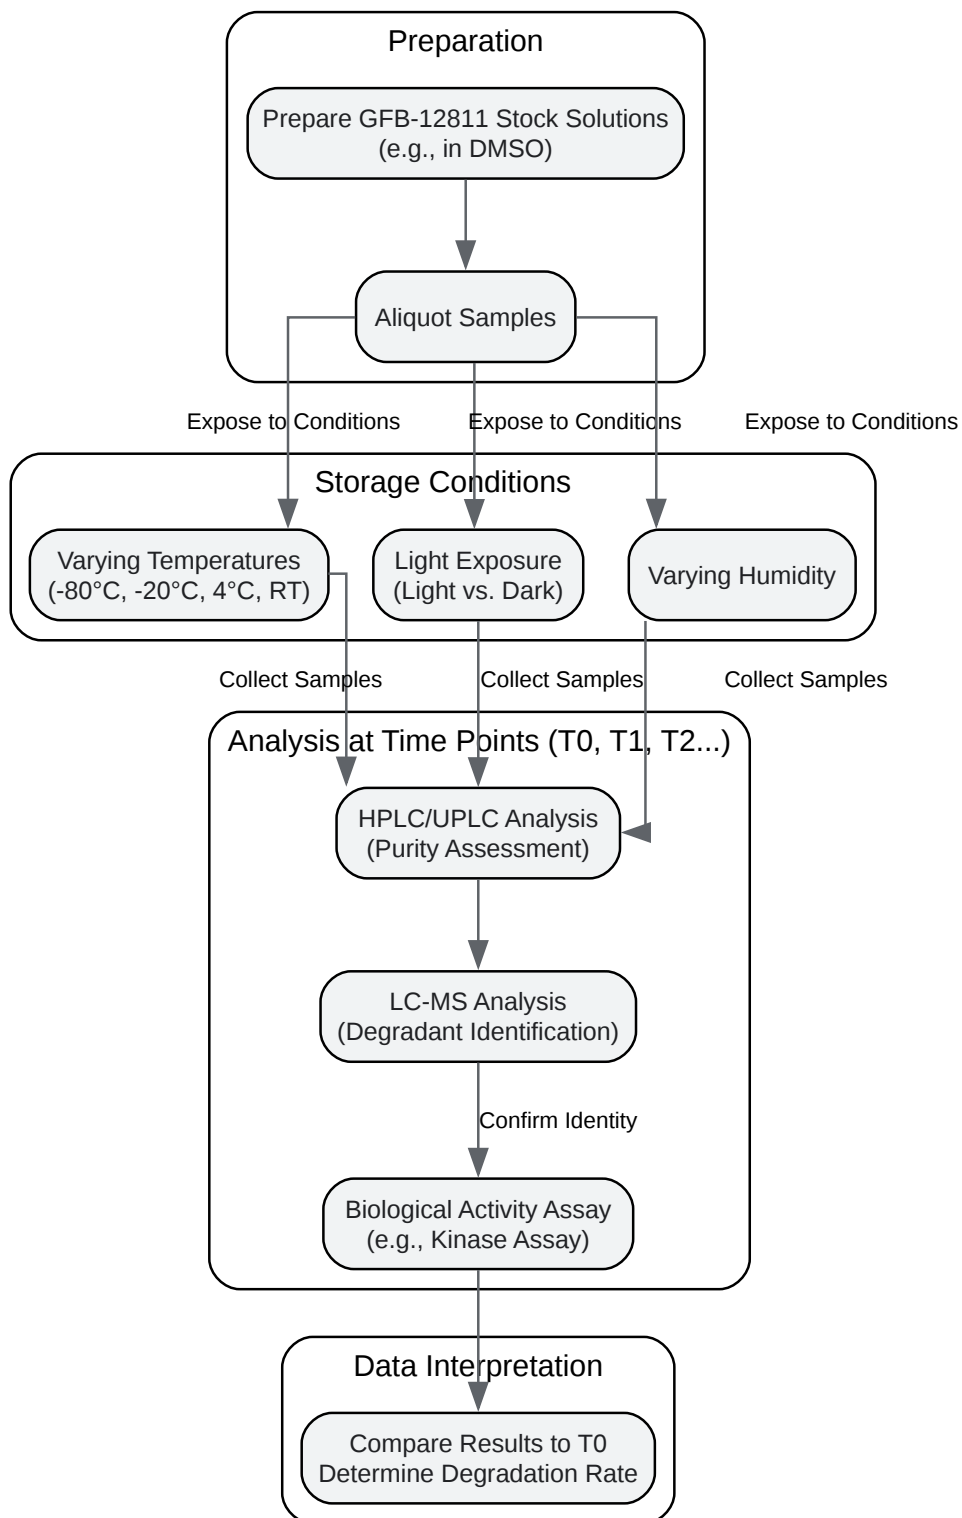 Preparation
Prepare GFB-12811 Stock Solutions
(e.g., in DMSO)
Aliquot Samples
Expose to Conditions
Expose to Conditions
Expose to Conditions
Storage Conditions
Varying Temperatures
(-80°C, -20°C, 4°C, RT)
Light Exposure
(Light vs. Dark)
Varying Humidity
Collect Samples
Collect Samples
Collect Samples
Analysis at Time Points (T0, T1, T2...)
HPLC/UPLC Analysis
(Purity Assessment)
LC-MS Analysis
(Degradant Identification)
Confirm Identity
Biological Activity Assay
(e.g., Kinase Assay)
Data Interpretation
Compare Results to T0
Determine Degradation Rate